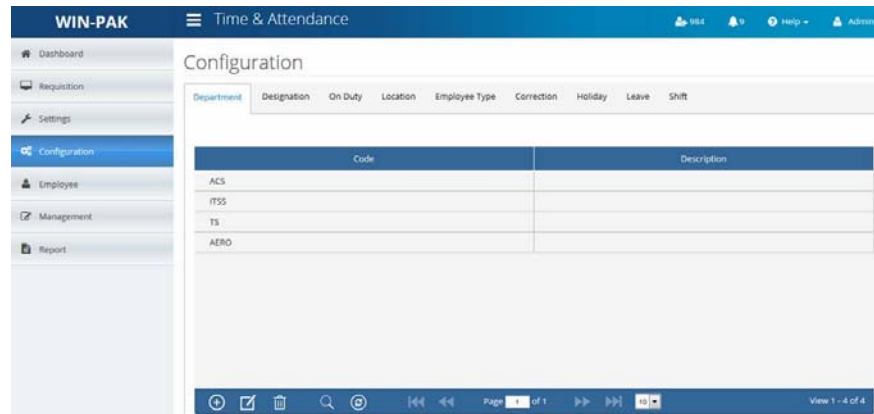 WIN-PAK
Time & Attendance
984
9
Help
Admin
Dashboard
Requisition
Settings
Configuration
Employee
Management
Report
Configuration
Department Designation On Duty Location Employee Type Correction Holiday Leave Shift
Code Description
ACS
ITSS
TS
AERO
Page 1 of 1 10 View 1 - 4 of 4